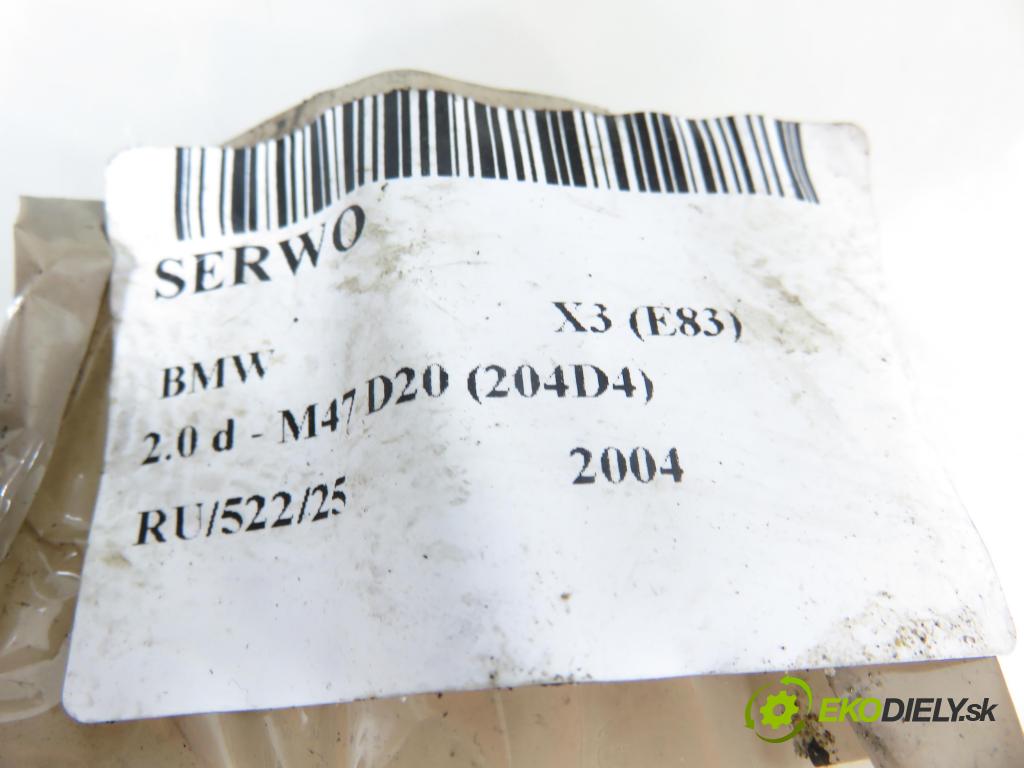 SERWO
BMW X3 (E83)
2.0 d - M47 D20 (204D4)
RU/522/25 2004
EKODIELY.sk